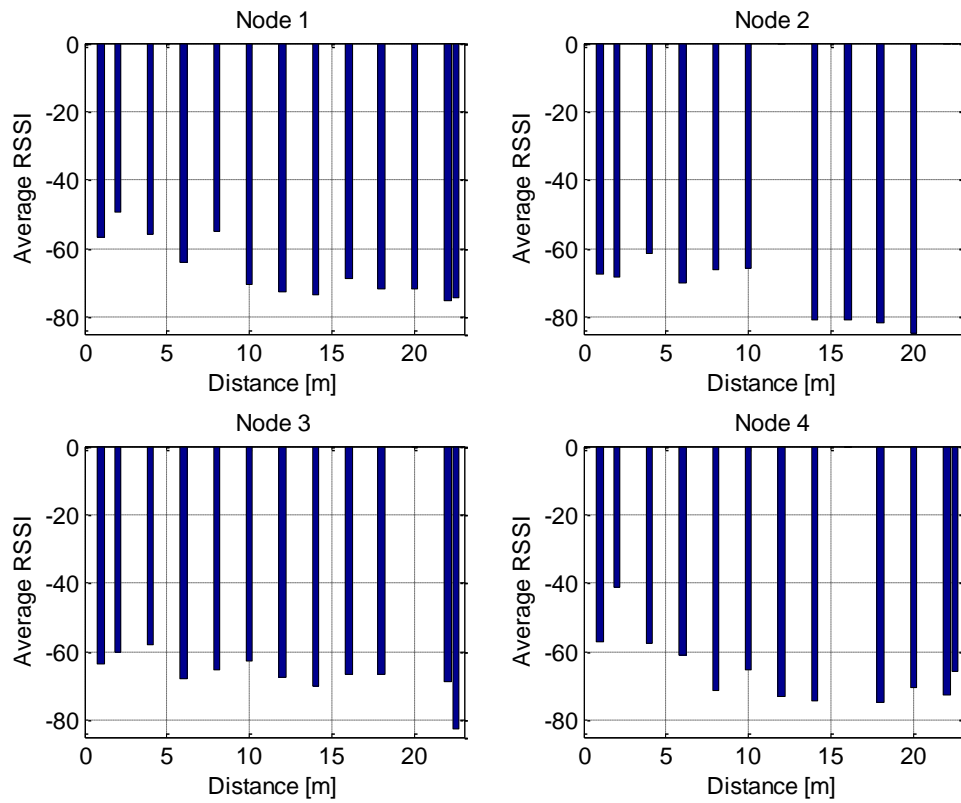 Node 1
0
-20
-40
-60
-80
Average RSSI
0 5 10 15 20
Distance [m]
Node 2
0
-20
-40
-60
-80
Average RSSI
0 5 10 15 20
Distance [m]
Node 3
0
-20
-40
-60
-80
Average RSSI
0 5 10 15 20
Distance [m]
Node 4
0
-20
-40
-60
-80
Average RSSI
0 5 10 15 20
Distance [m]